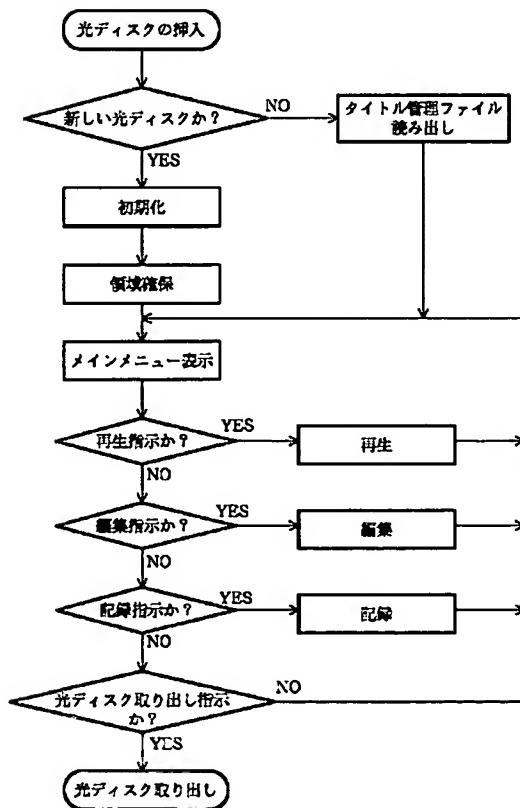 光ディスクの挿入
新しい光ディスクか？
NO
タイトル管理ファイル
読み出し
YES
初期化
領域確保
メインメニュー表示
再生指示か？
YES
再生
NO
編集指示か？
YES
編集
NO
記録指示か？
YES
記録
NO
光ディスク取り出し指示
か？
NO
YES
光ディスク取り出し